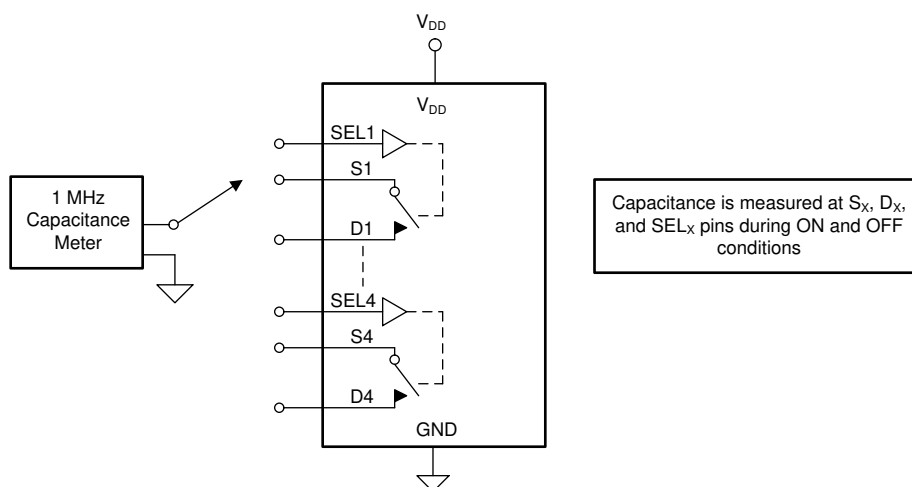 VDD
VDD
SEL1
S1
D1
SEL4
S4
D4
GND
1 MHz
Capacitance
Meter
Capacitance is measured at SX, DX,
and SELX pins during ON and OFF
conditions